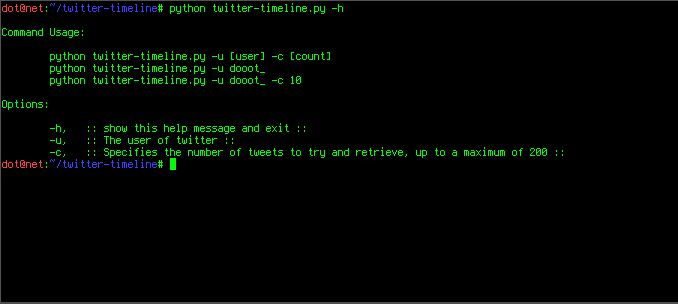 dot@net:~/twitter-timeline# python twitter-timeline.py -h
Command Usage:
python twitter-timeline.py -u [user] -c [count]
python twitter-timeline.py -u dooot_
python twitter-timeline.py -u dooot_ -c 10
Options:
-h, :: show this help message and exit ::
-u, :: The user of twitter ::
-c, :: Specifies the number of tweets to try and retrieve, up to a maximum of 200 ::
dot@net:~/twitter-timeline#